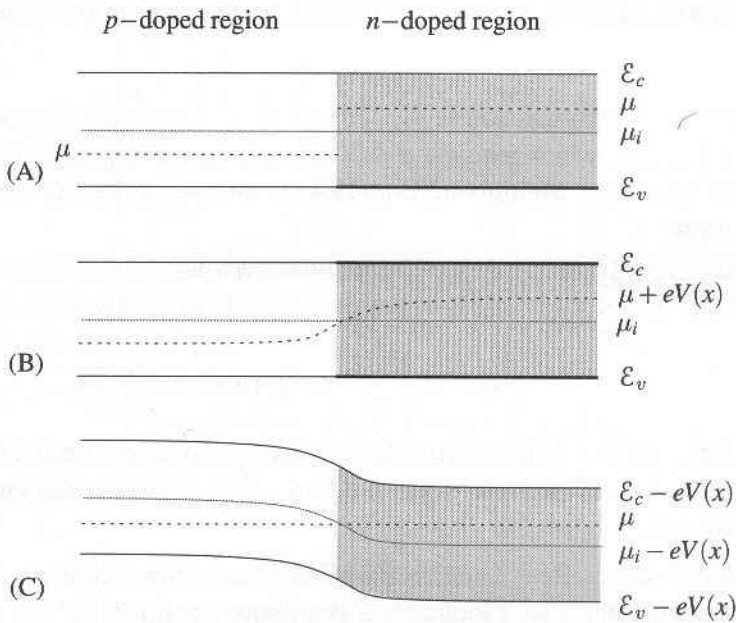 p–doped region n–doped region
ℰc
μ
μi
μ
(A)
ℰv
ℰc
μ + eV(x)
μi
(B)
ℰv
ℰc − eV(x)
μ
μi − eV(x)
(C)
ℰv − eV(x)